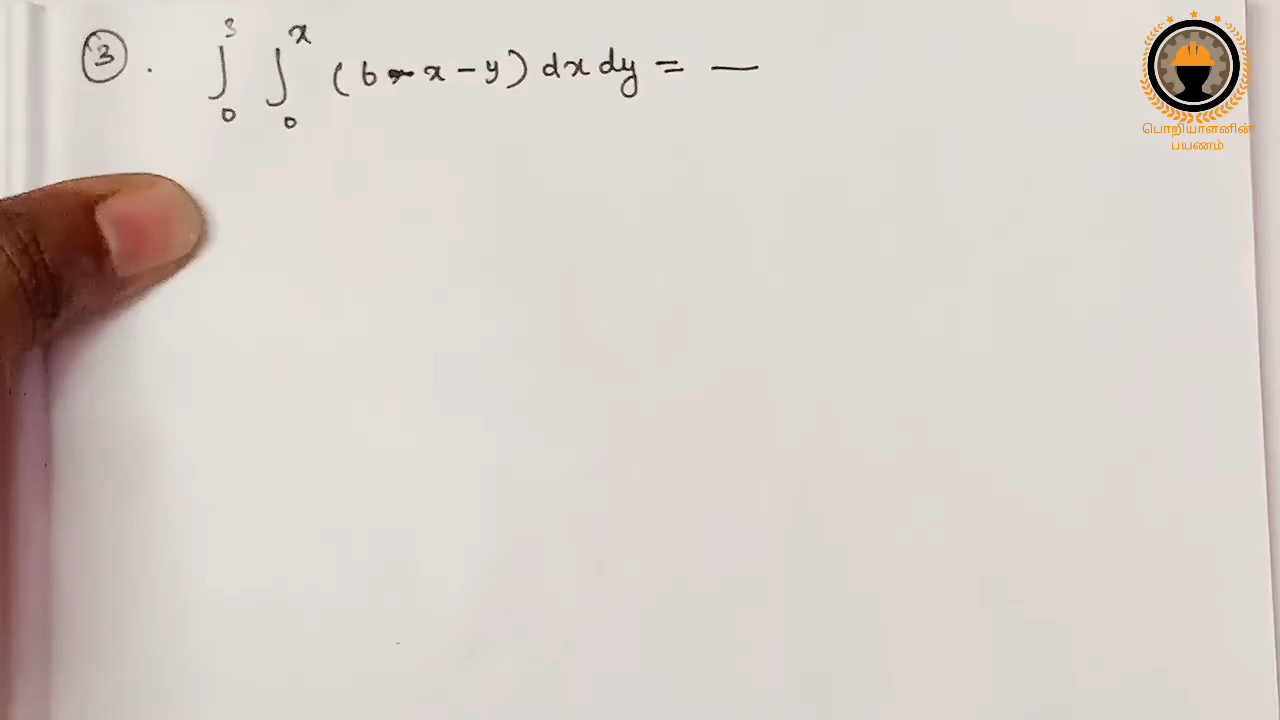 ③. ∫₀³ ∫₀ˣ (6 - x - y) dx dy = —
பொறியாளனின்
பயணம்